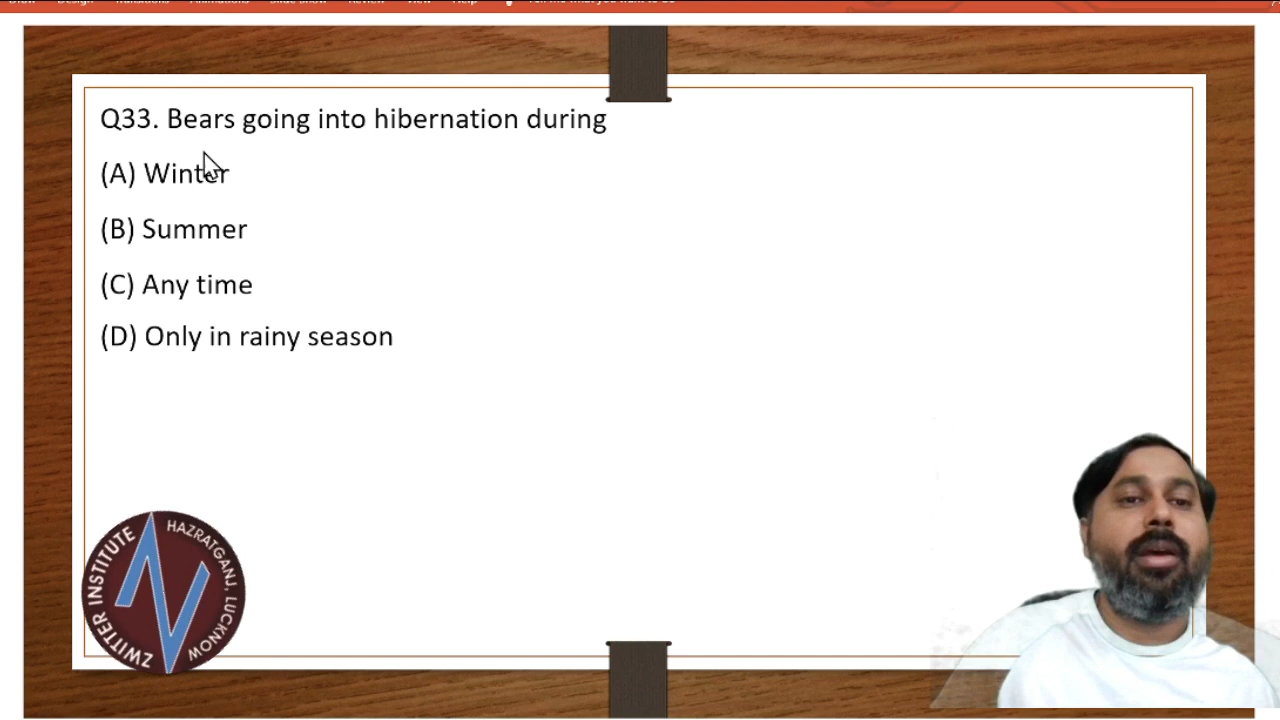 Q33. Bears going into hibernation during
(A) Winter
(B) Summer
(C) Any time
(D) Only in rainy season
ZWITTER INSTITUTE
HAZRATGANJ, LUCKNOW